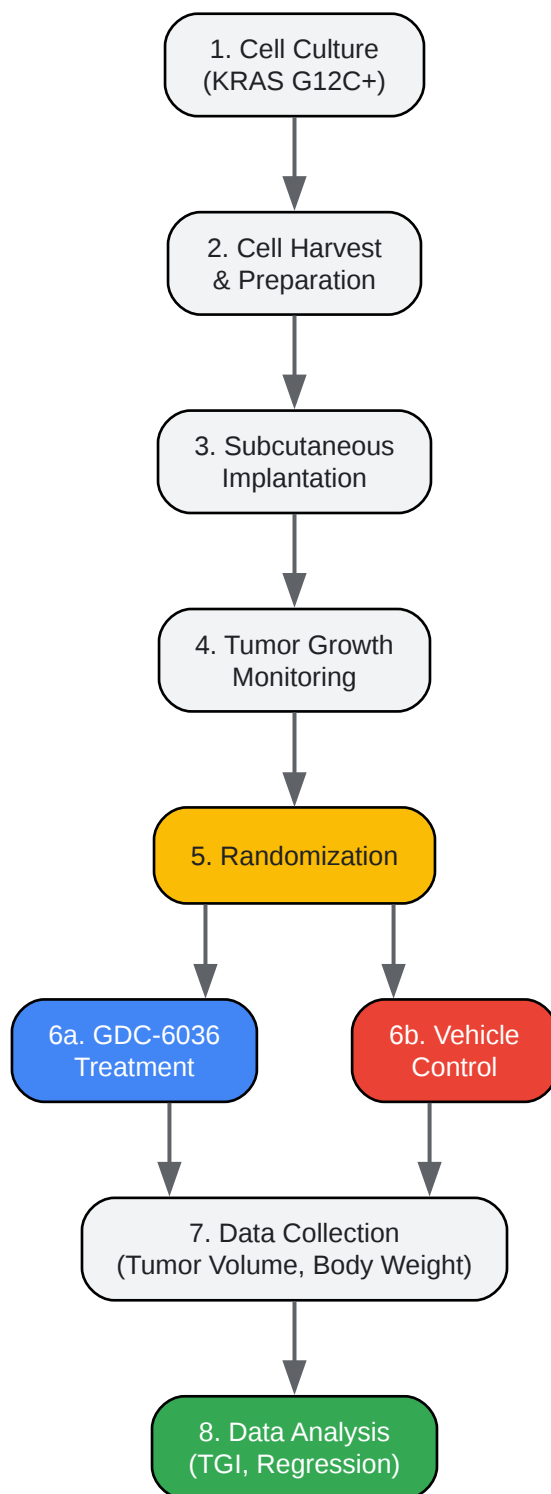 1. Cell Culture
(KRAS G12C+)
2. Cell Harvest
& Preparation
3. Subcutaneous
Implantation
4. Tumor Growth
Monitoring
5. Randomization
6a. GDC-6036
Treatment
6b. Vehicle
Control
7. Data Collection
(Tumor Volume, Body Weight)
8. Data Analysis
(TGI, Regression)